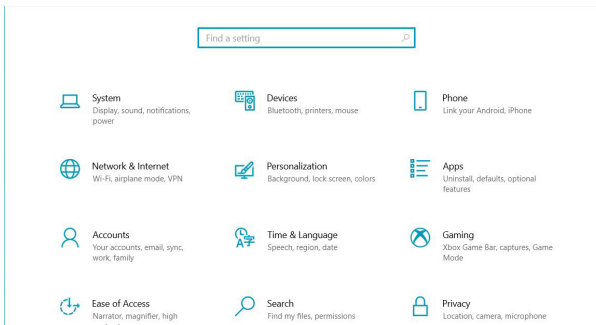 Find a setting
System
Display, sound, notifications,
power
Devices
Bluetooth, printers, mouse
Phone
Link your Android, iPhone
Network & Internet
Wi-Fi, airplane mode, VPN
Personalization
Background, lock screen, colors
Apps
Uninstall, defaults, optional
features
Accounts
Your accounts, email, sync,
work, family
Time & Language
Speech, region, date
Gaming
Xbox Game Bar, captures, Game
Mode
Ease of Access
Narrator, magnifier, high
Search
Find my files, permissions
Privacy
Location, camera, microphone